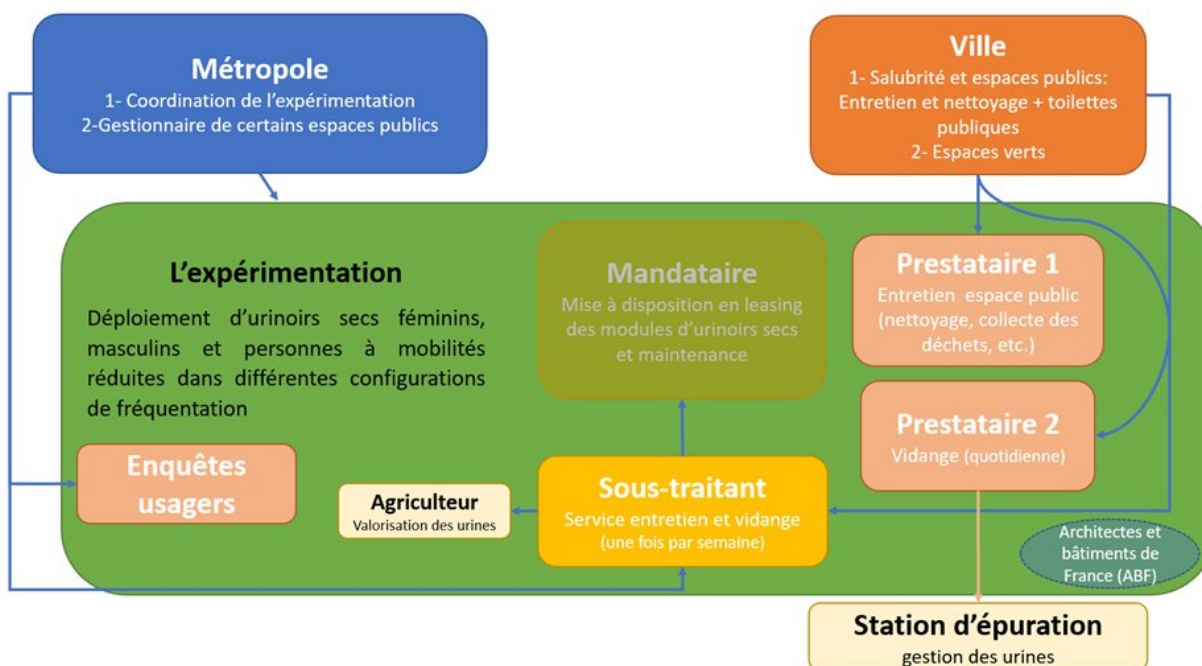 Métropole
1- Coordination de l'expérimentation
2-Gestionnaire de certains espaces publics
Ville
1- Salubrité et espaces publics:
Entretien et nettoyage + toilettes
publiques
2- Espaces verts
L'expérimentation
Déploiement d'urinoirs secs féminins,
masculins et personnes à mobilités
réduites dans différentes configurations
de fréquentation
Mandataire
Mise à disposition en leasing
des modules d'urinoirs secs
et maintenance
Prestataire 1
Entretien espace public
(nettoyage, collecte des
déchets, etc.)
Prestataire 2
Vidange (quotidienne)
Enquêtes
usagers
Agriculteur
Valorisation des urines
Sous-traitant
Service entretien et vidange
(une fois par semaine)
Architectes et
bâtiments de
France (ABF)
Station d'épuration
gestion des urines